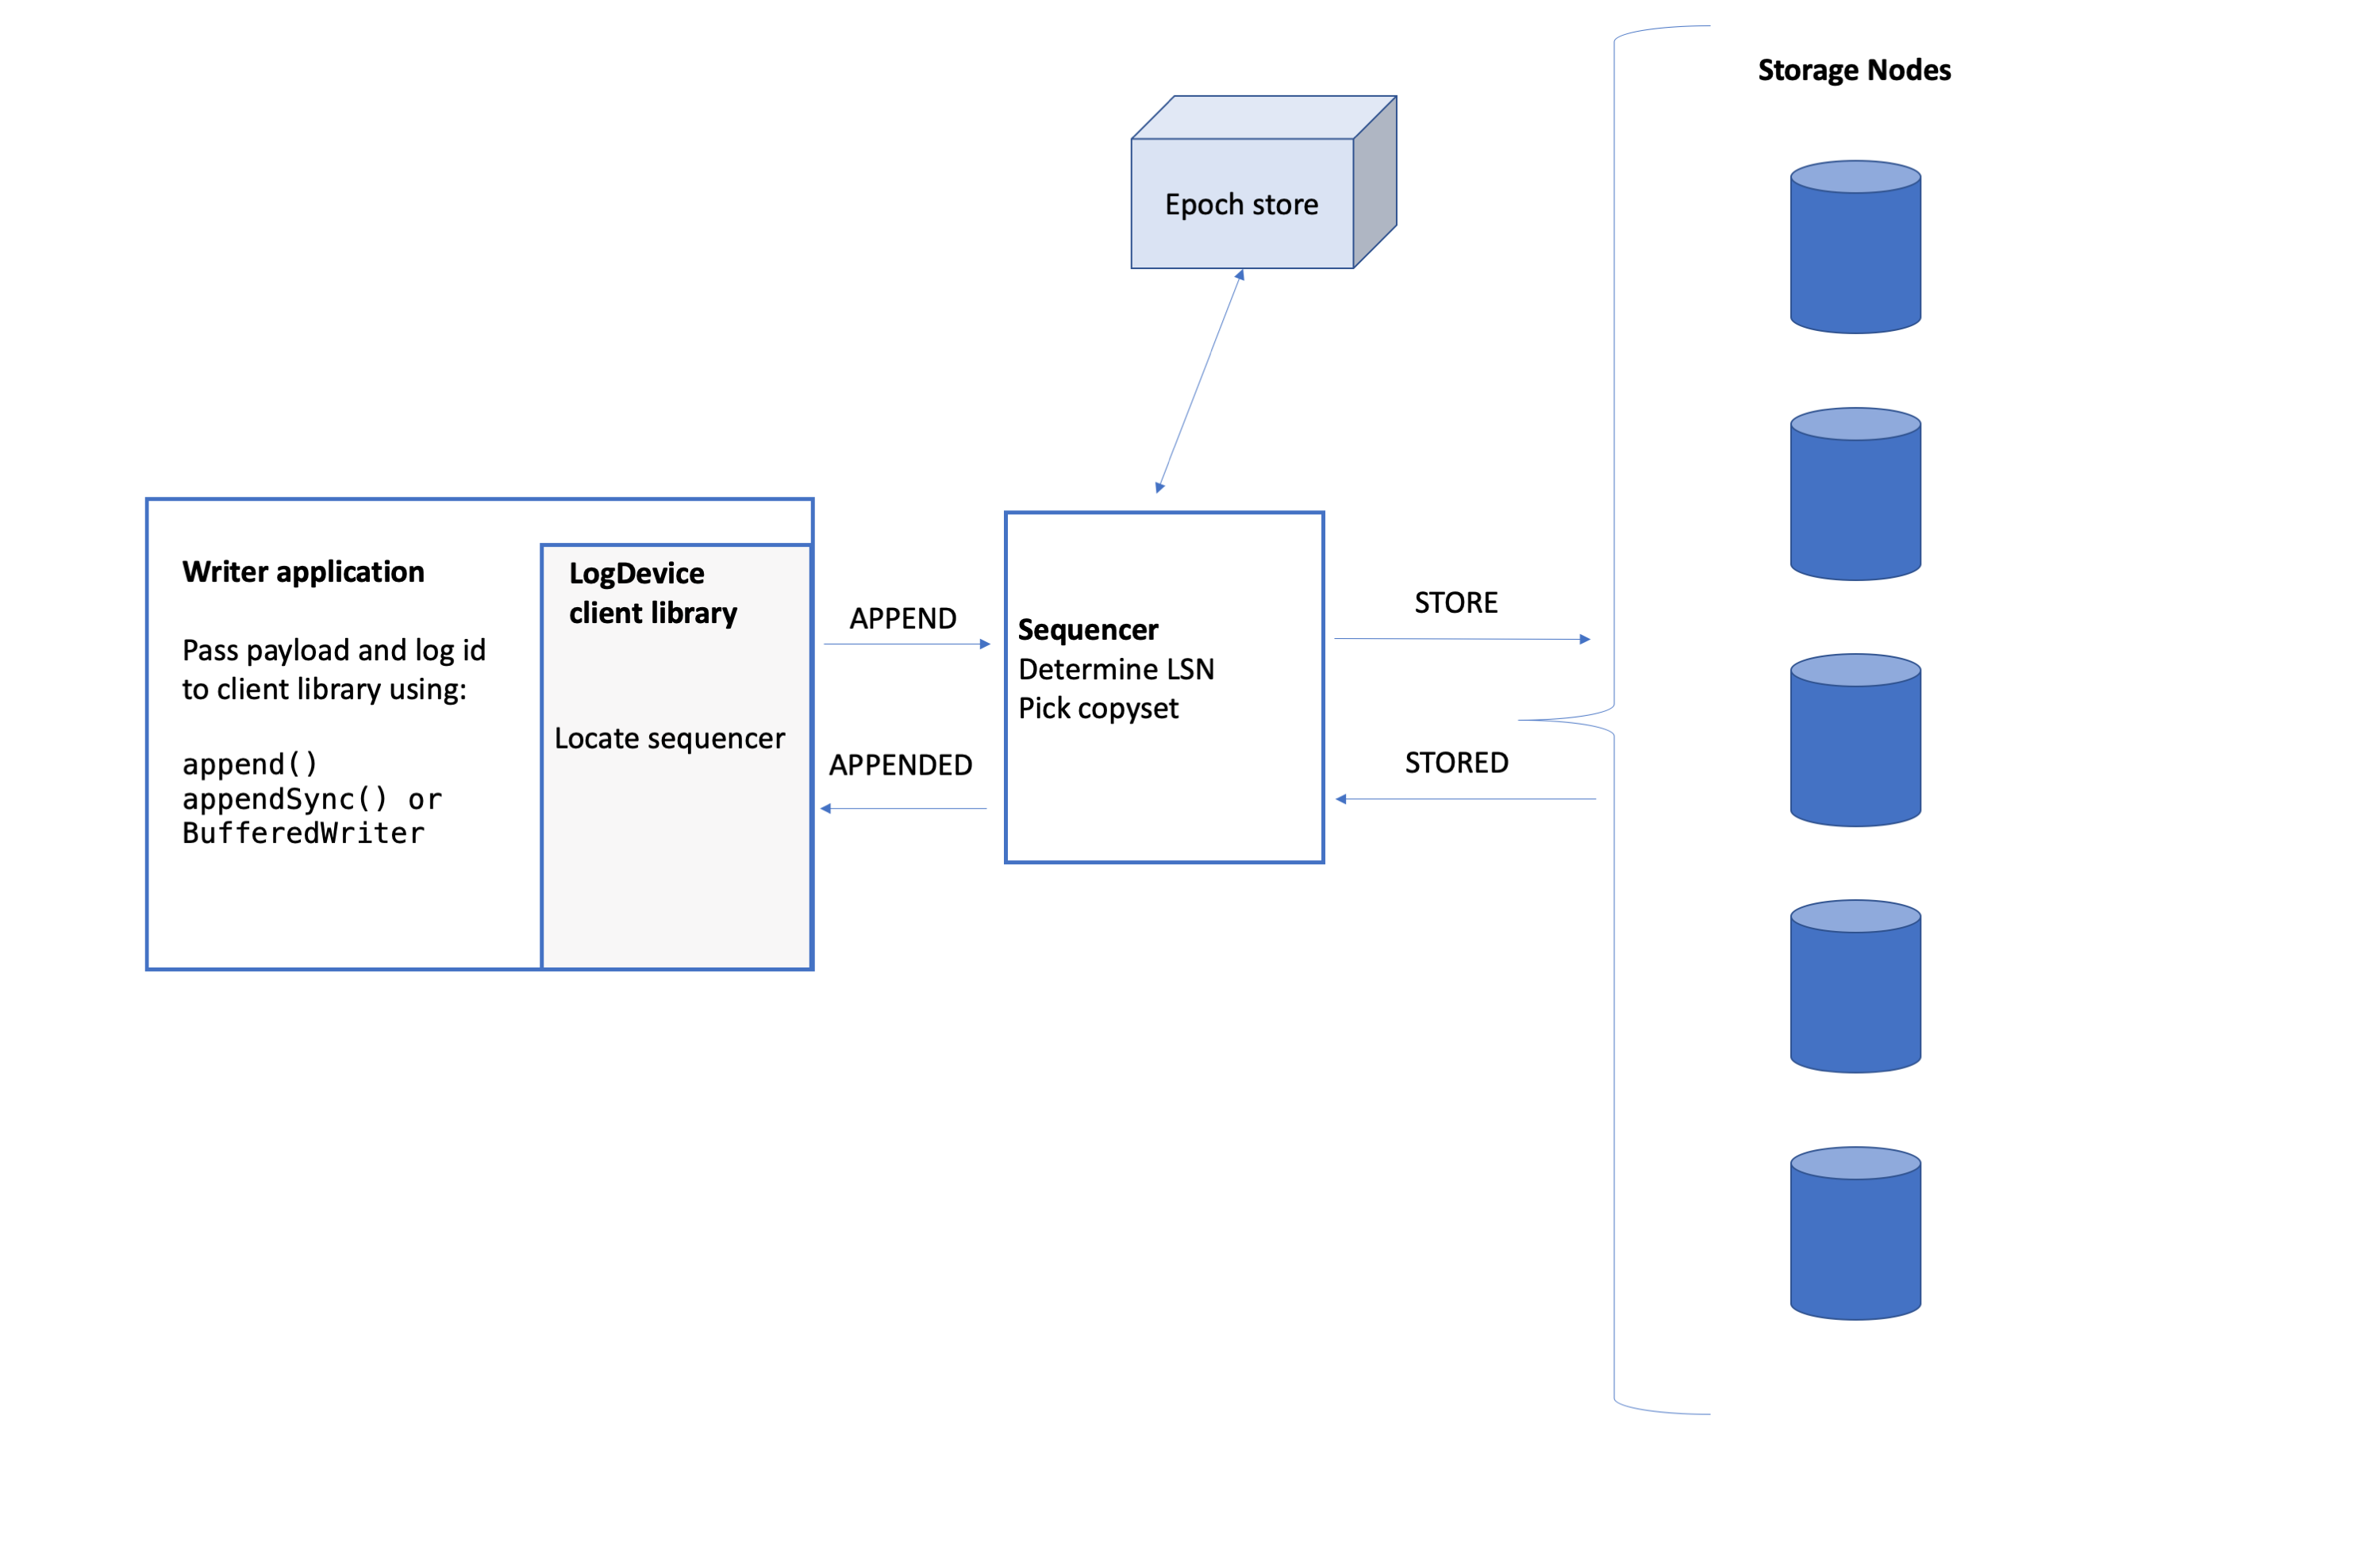 Storage Nodes
Epoch store
Writer application
Pass payload and log id
to client library using:
append()
appendSync() or
BufferedWriter
LogDevice
client library
Locate sequencer
APPEND
APPENDED
Sequencer
Determine LSN
Pick copyset
STORE
STORED